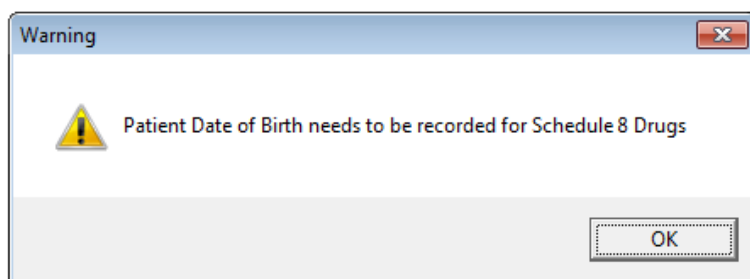 Warning
Patient Date of Birth needs to be recorded for Schedule 8 Drugs
OK